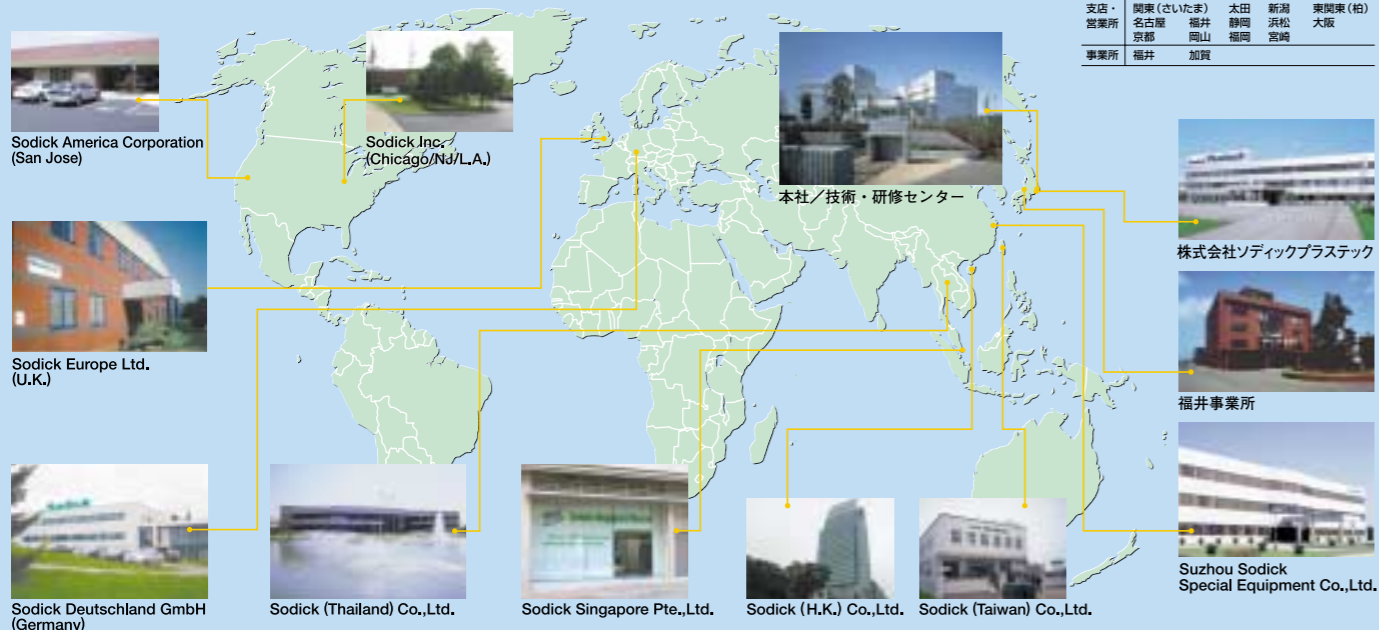 支店・ 関東(さいたま) 太田 新潟 東関東(柏)
営業所 名古屋 福井 静岡 浜松 大阪
京都 岡山 福岡 宮崎
事業所 福井 加賀
Sodick America Corporation
(San Jose)
Sodick Inc.
(Chicago/NJ/L.A.)
本社/技術・研修センター
株式会社ソディックプラステック
Sodick Europe Ltd.
(U.K.)
福井事業所
Sodick
Sodick Deutschland GmbH
(Germany)
Sodick (Thailand) Co.,Ltd.
Sodick Singapore Pte.,Ltd.
Sodick (H.K.) Co.,Ltd.
Sodick (Taiwan) Co.,Ltd.
Suzhou Sodick
Special Equipment Co.,Ltd.